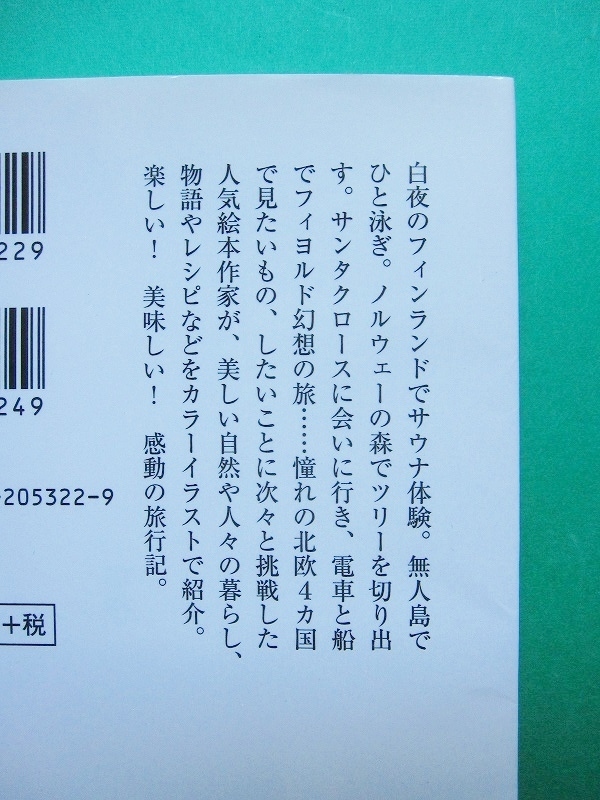 白夜のフィンランドでサウナ体験。無人島で
ひと泳ぎ。ノルウェーの森でツリーを切り出
す。サンタクロースに会いに行き、電車と船
でフィヨルド幻想の旅……憧れの北欧4カ国
で見たいもの、したいことに次々と挑戦した
人気絵本作家が、美しい自然や人々の暮らし、
物語やレシピなどをカラーイラストで紹介。
楽しい！　美味しい！　感動の旅行記。
229
249
-205322-9
+税